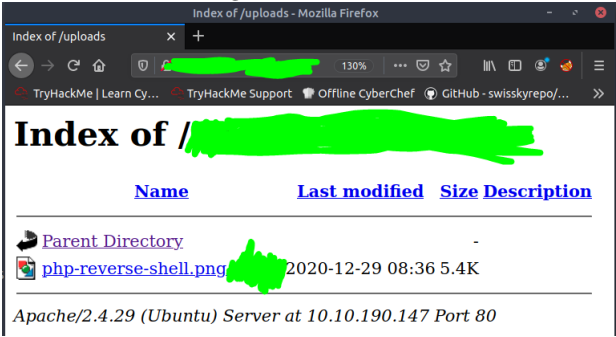 Index of /uploads - Mozilla Firefox
Index of /uploads
130%
TryHackMe | Learn Cy... TryHackMe Support Offline CyberChef GitHub - swisskyrepo/...
Index of /
Name Last modified Size Description
Parent Directory -
php-reverse-shell.png 2020-12-29 08:36 5.4K
Apache/2.4.29 (Ubuntu) Server at 10.10.190.147 Port 80